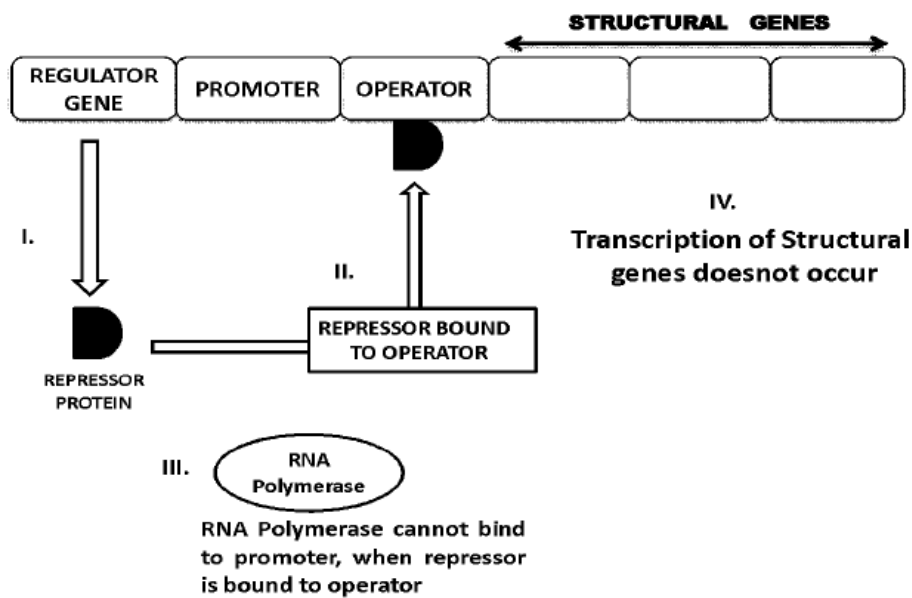 STRUCTURAL GENES
REGULATOR
GENE
PROMOTER
OPERATOR
I.
REPRESSOR
PROTEIN
II.
REPRESSOR BOUND
TO OPERATOR
III.
RNA
Polymerase
RNA Polymerase cannot bind
to promoter, when repressor
is bound to operator
IV.
Transcription of Structural
genes doesnot occur